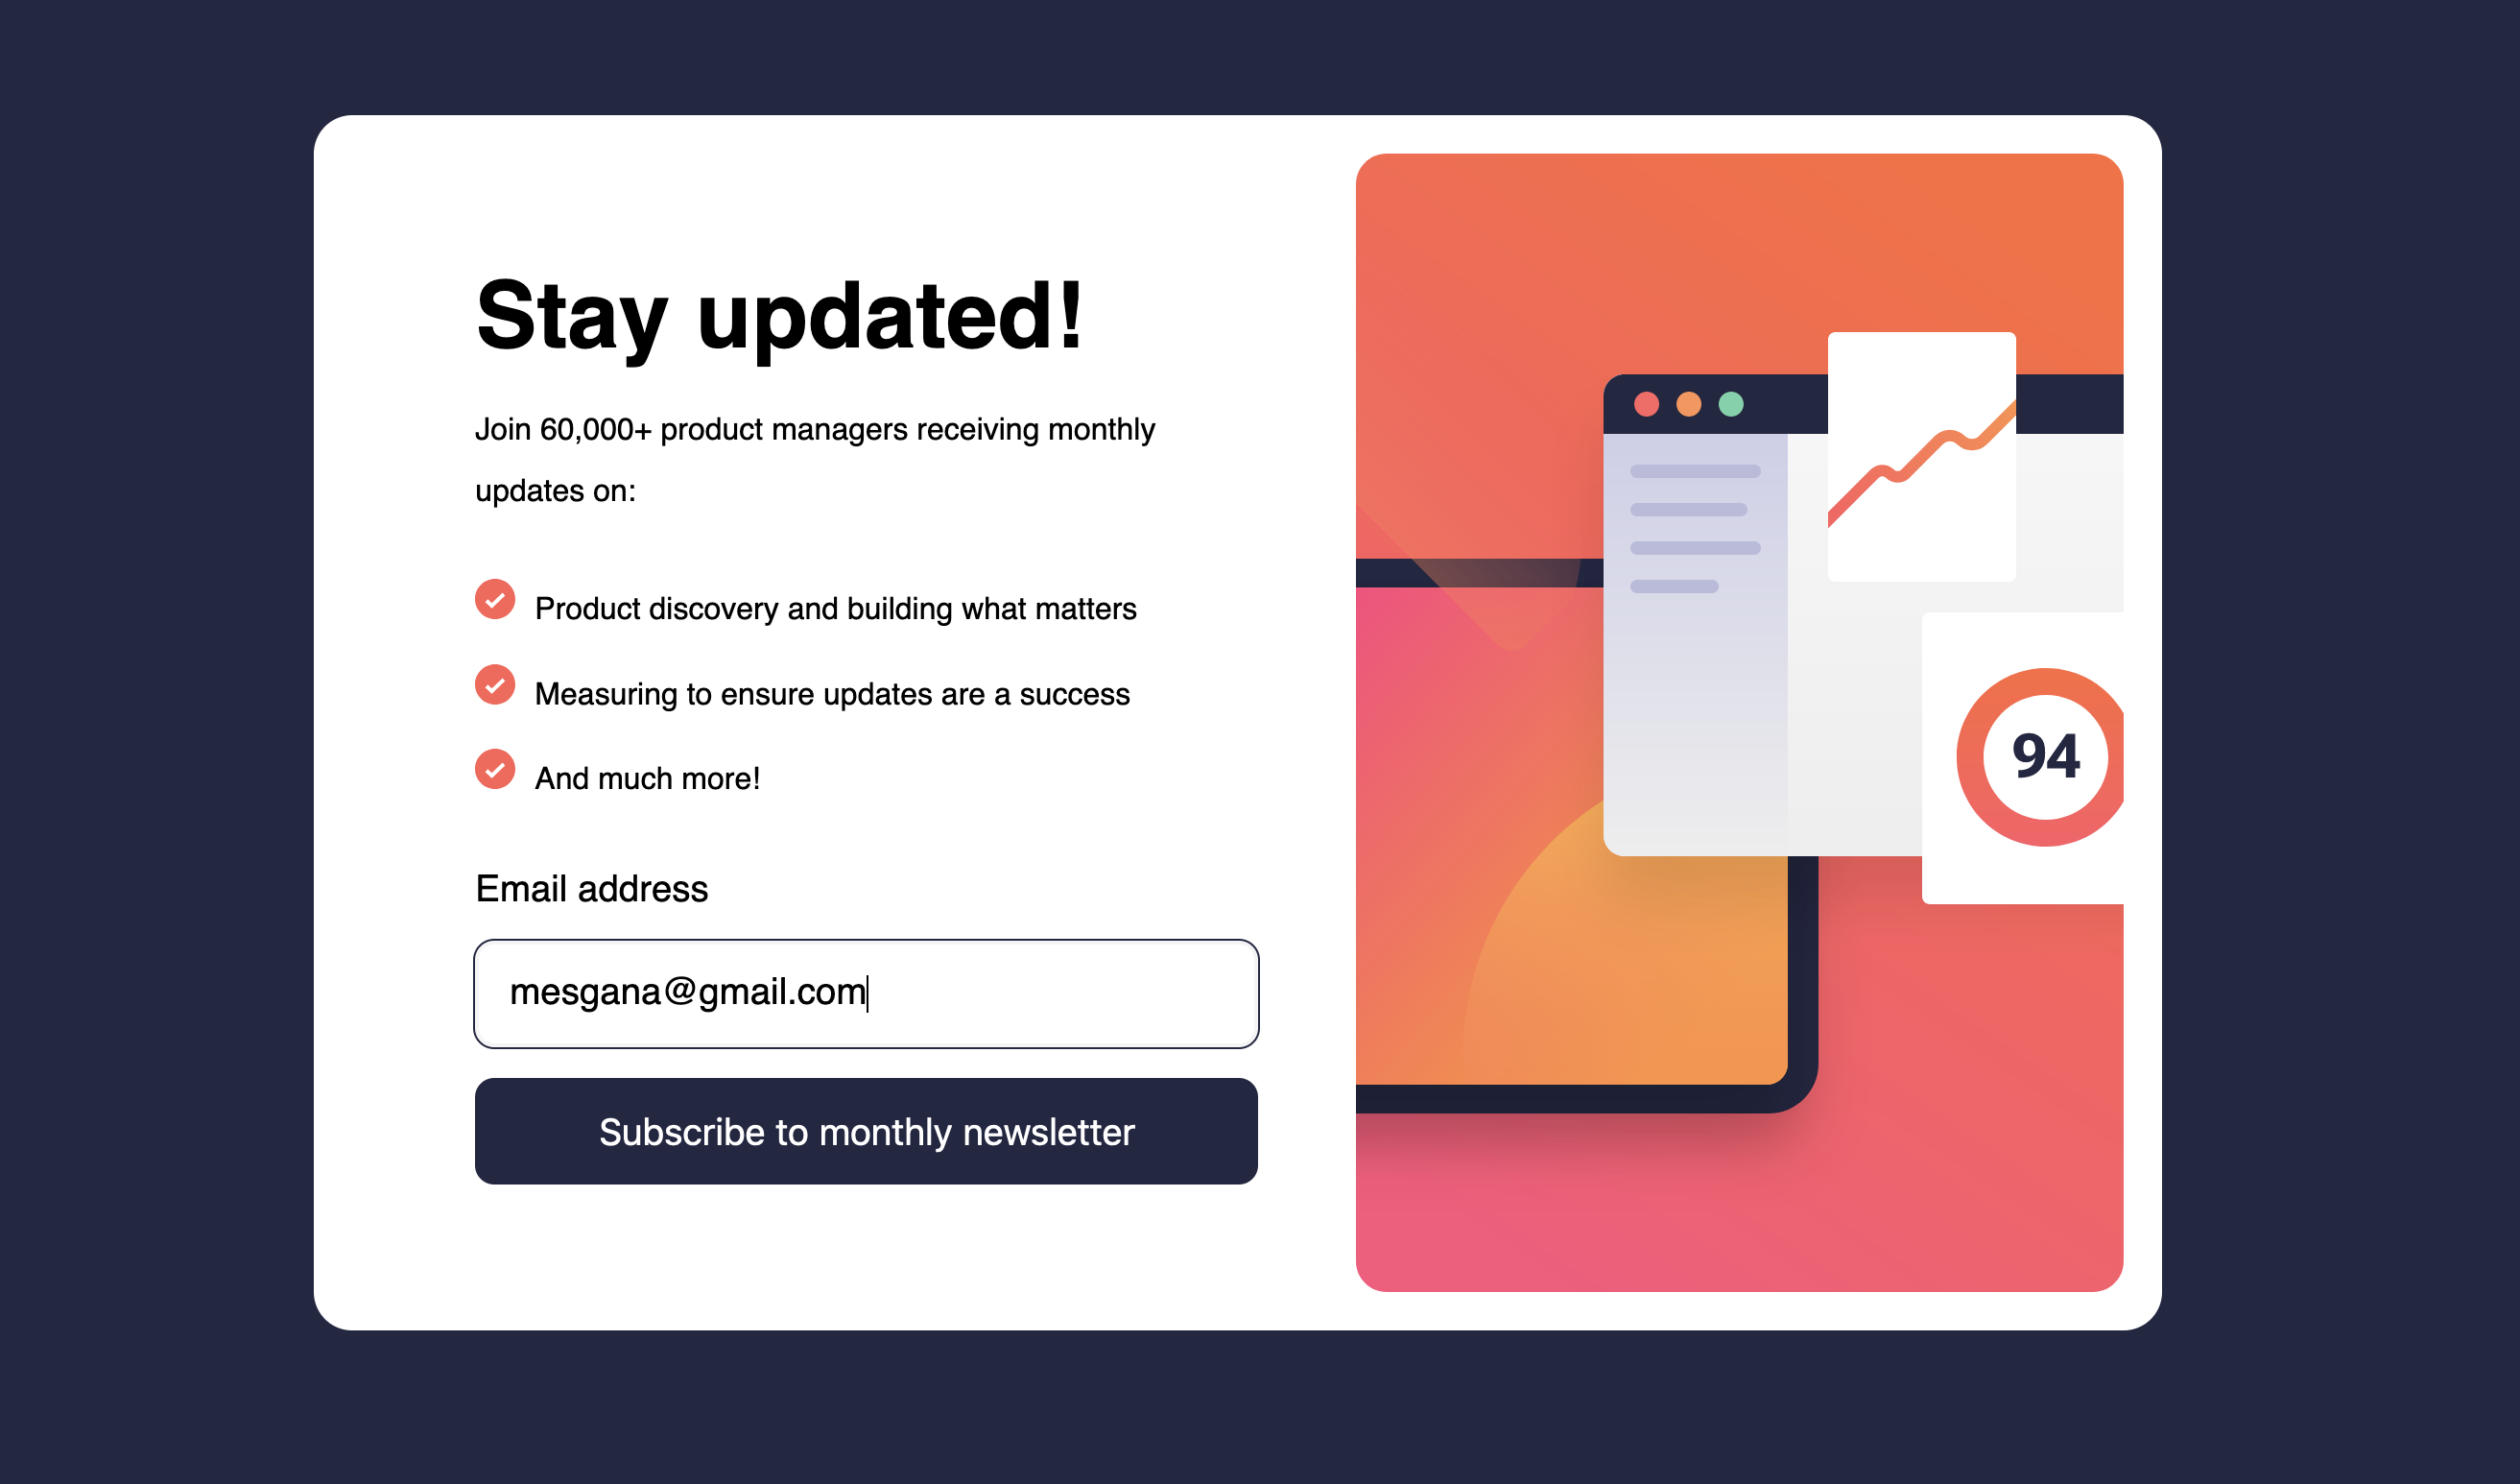 Stay updated!
Join 60,000+ product managers receiving monthly
updates on:
Product discovery and building what matters
Measuring to ensure updates are a success
And much more!
Email address
mesgana@gmail.com
Subscribe to monthly newsletter
94